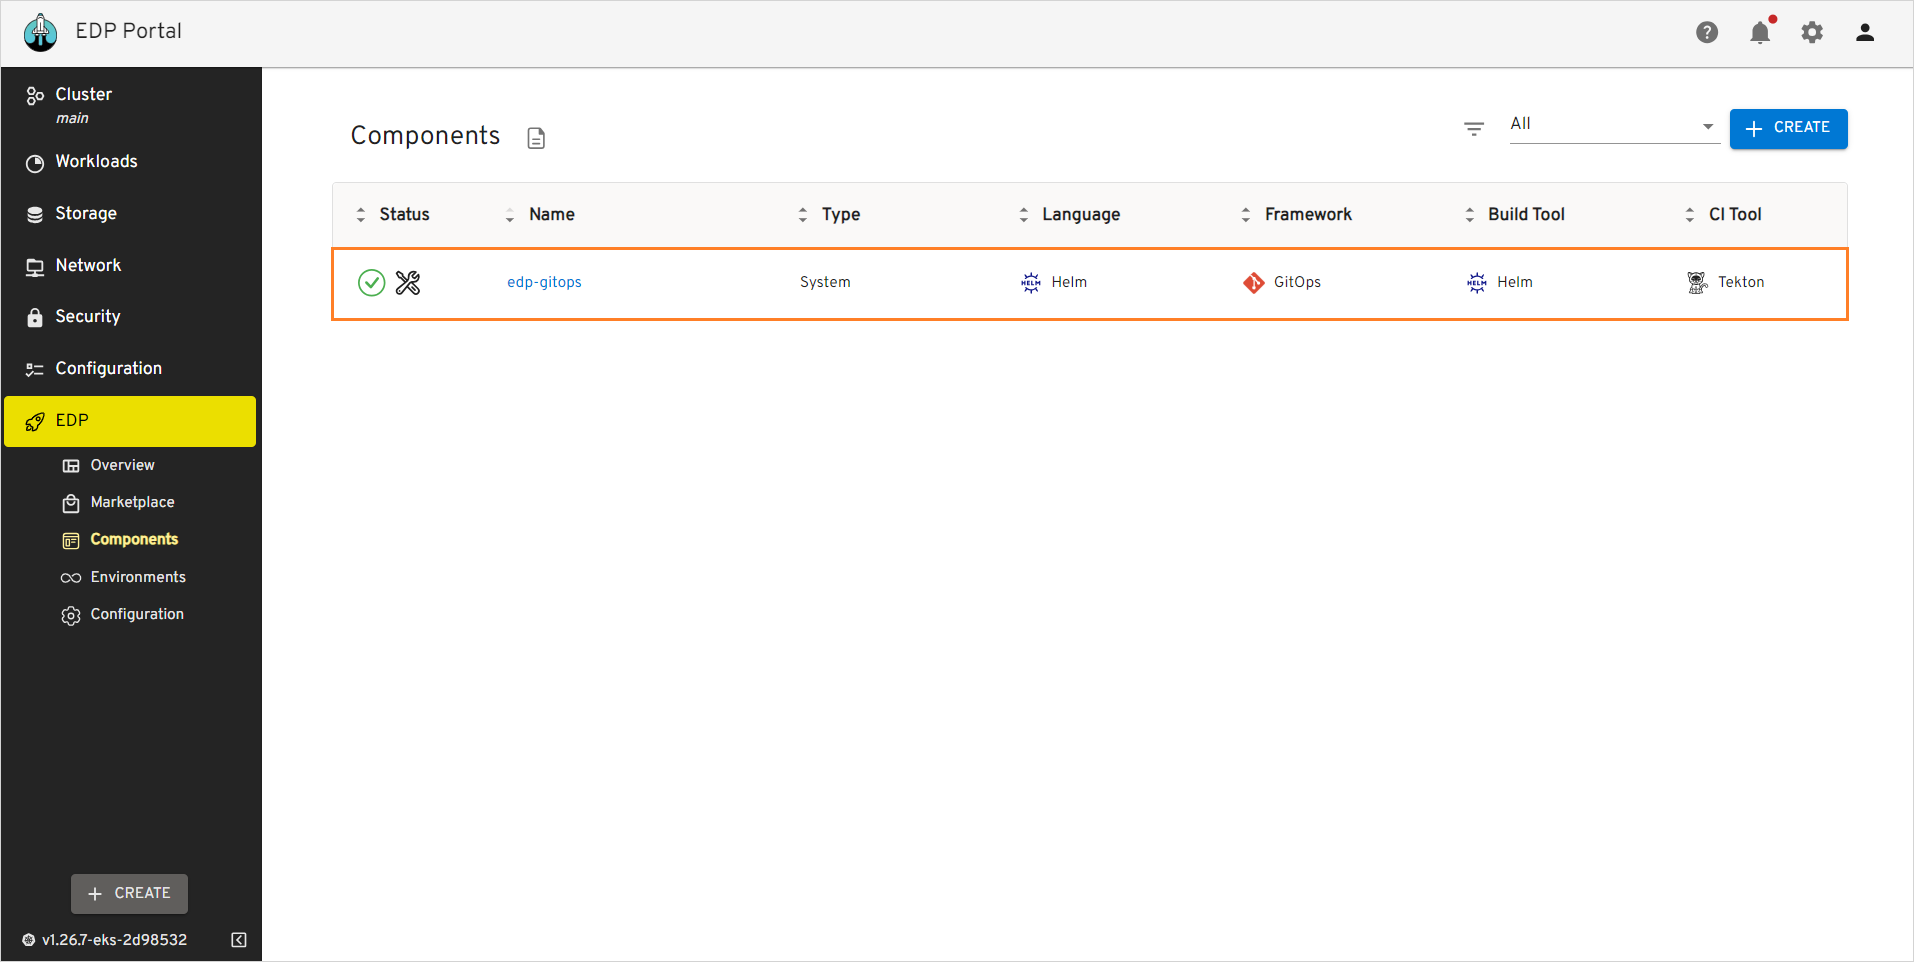 EDP Portal
Cluster
main
Workloads
Storage
Network
Security
Configuration
EDP
Overview
Marketplace
Components
Environments
Configuration
+ CREATE
v1.26.7-eks-2d98532
Components
All
+ CREATE
Status Name Type Language Framework Build Tool CI Tool
edp-gitops System HELM Helm GitOps HELM Helm Tekton